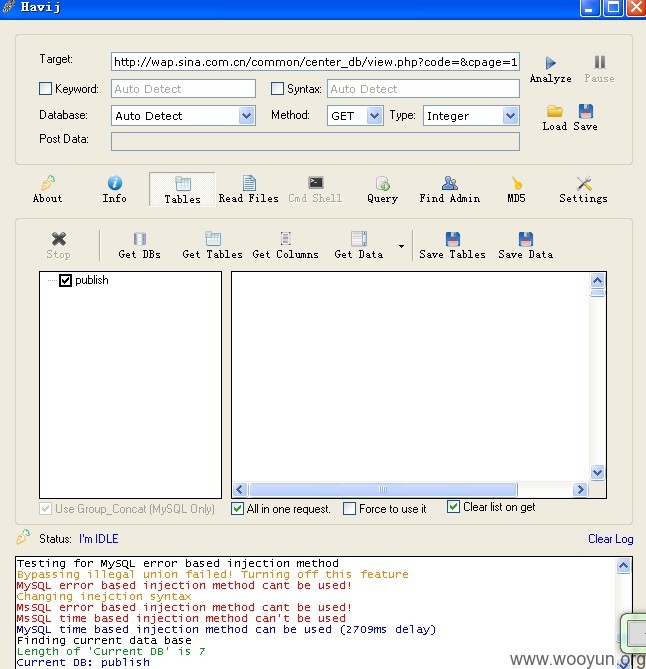 Havij
Target: http://wap.sina.com.cn/common/center_db/view.php?code=&cpage=1
Analyze Pause
Keyword: Auto Detect Syntax: Auto Detect
Database: Auto Detect Method: GET Type: Integer
Load Save
Post Data:
About Info Tables Read Files Cmd Shell Query Find Admin MD5 Settings
Stop Get DBs Get Tables Get Columns Get Data Save Tables Save Data
publish
Use Group_Concat (MySQL Only) All in one request. Force to use it Clear list on get
Status: I'm IDLE Clear Log
Testing for MySQL error based injection method
Bypassing illegal union failed! Turning off this feature
MySQL error based injection method cant be used!
Changing inejction syntax
MsSQL error based injection method cant be used!
MsSQL time based injection method can't be used
MySQL time based injection method can be used (2709ms delay)
Finding current data base
Length of 'Current DB' is 7
Current DB: publish
www.wooyun.org